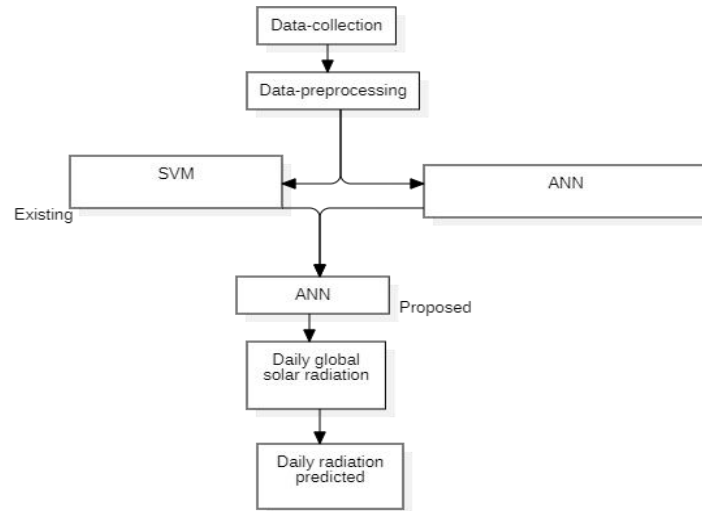 Data-collection
Data-preprocessing
SVM
ANN
Existing
ANN
Proposed
Daily global
solar radiation
Daily radiation
predicted